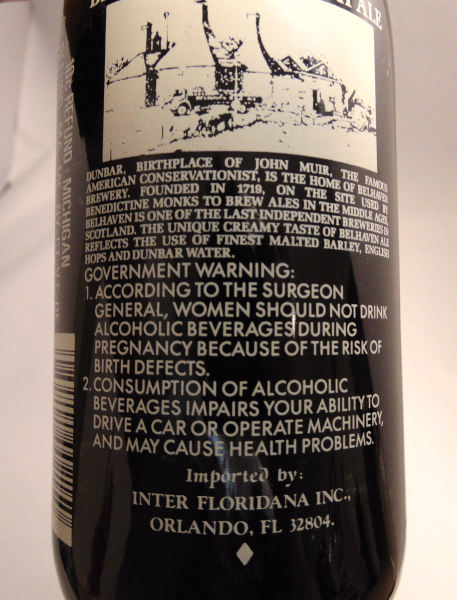 ALE
DUNBAR, BIRTHPLACE OF JOHN MUIR, THE FAMOUS
AMERICAN CONSERVATIONIST, IS THE HOME OF BELHAVEN
BREWERY. FOUNDED IN 1719, ON THE SITE USED BY
BENEDICTINE MONKS TO BREW ALES IN THE MIDDLE AGES,
BELHAVEN IS ONE OF THE LAST INDEPENDENT BREWERIES IN
SCOTLAND. THE UNIQUE CREAMY TASTE OF BELHAVEN ALE
REFLECTS THE USE OF FINEST MALTED BARLEY, ENGLISH
HOPS AND DUNBAR WATER.
GOVERNMENT WARNING:
1. ACCORDING TO THE SURGEON
GENERAL, WOMEN SHOULD NOT DRINK
ALCOHOLIC BEVERAGES DURING
PREGNANCY BECAUSE OF THE RISK OF
BIRTH DEFECTS.
2. CONSUMPTION OF ALCOHOLIC
BEVERAGES IMPAIRS YOUR ABILITY TO
DRIVE A CAR OR OPERATE MACHINERY,
AND MAY CAUSE HEALTH PROBLEMS.
Imported by:
INTER FLORIDANA INC.,
ORLANDO, FL 32804.
10¢ REFUND : MICHIGAN